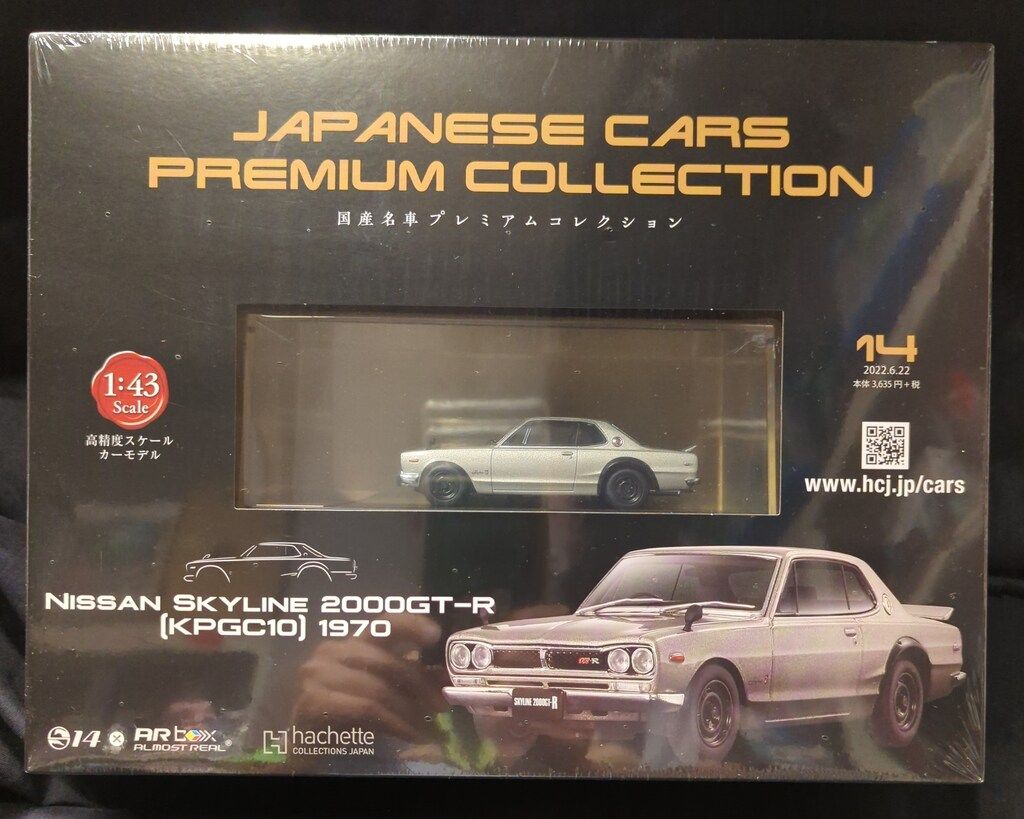 JAPANESE CARS
PREMIUM COLLECTION
国産名車プレミアムコレクション
1:43
Scale
高精度スケール
カーモデル
14
2022.6.22
本体 3,635円+税
www.hcj.jp/cars
NISSAN SKYLINE 2000GT-R
(KPGC10) 1970
GT-R
SKYLINE 2000GT-R
14
AR box
ALMOST REAL®
hachette
COLLECTIONS JAPAN